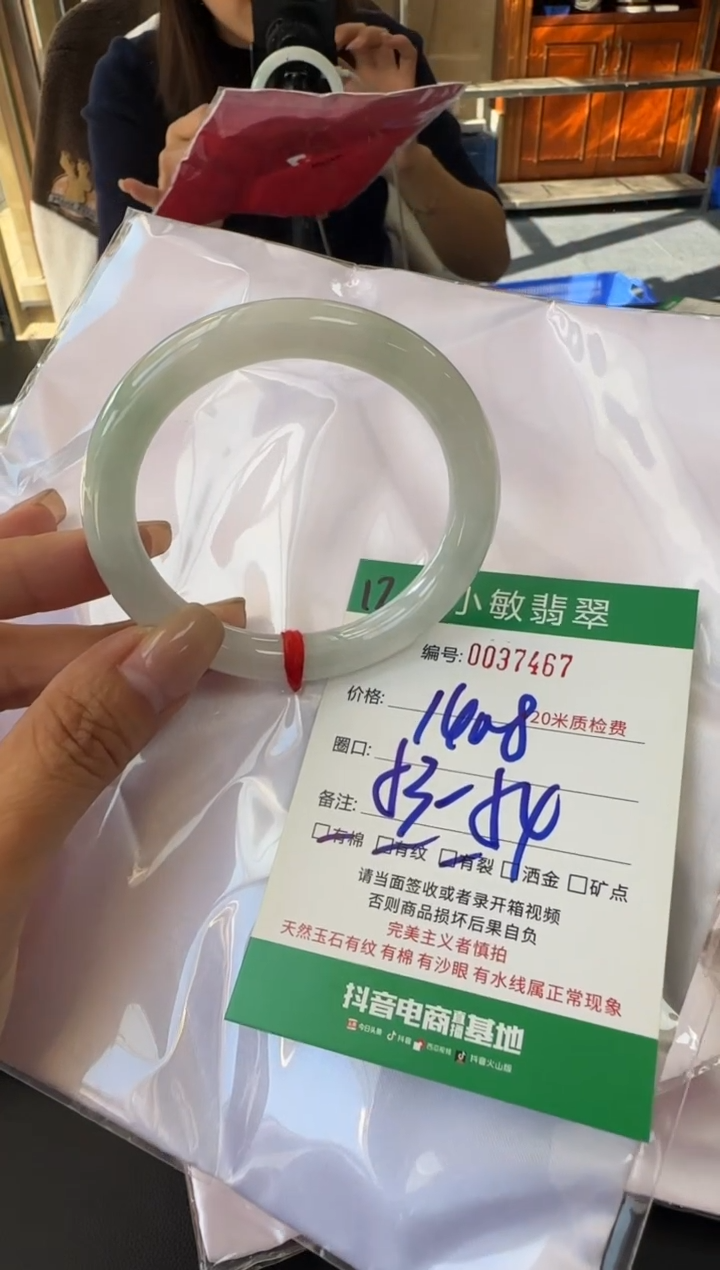 17 小敏翡翠
编号:0037467
价格: 1608 20米质检费
圈口: 53-54
备注:
有棉 有纹 有裂 洒金 矿点
请当面签收或者录开箱视频
否则商品损坏后果自负
完美主义者慎拍
天然玉石有纹 有棉 有沙眼 有水线属正常现象
抖音电商直播基地
今日头条 抖音 西瓜视频 抖音火山版